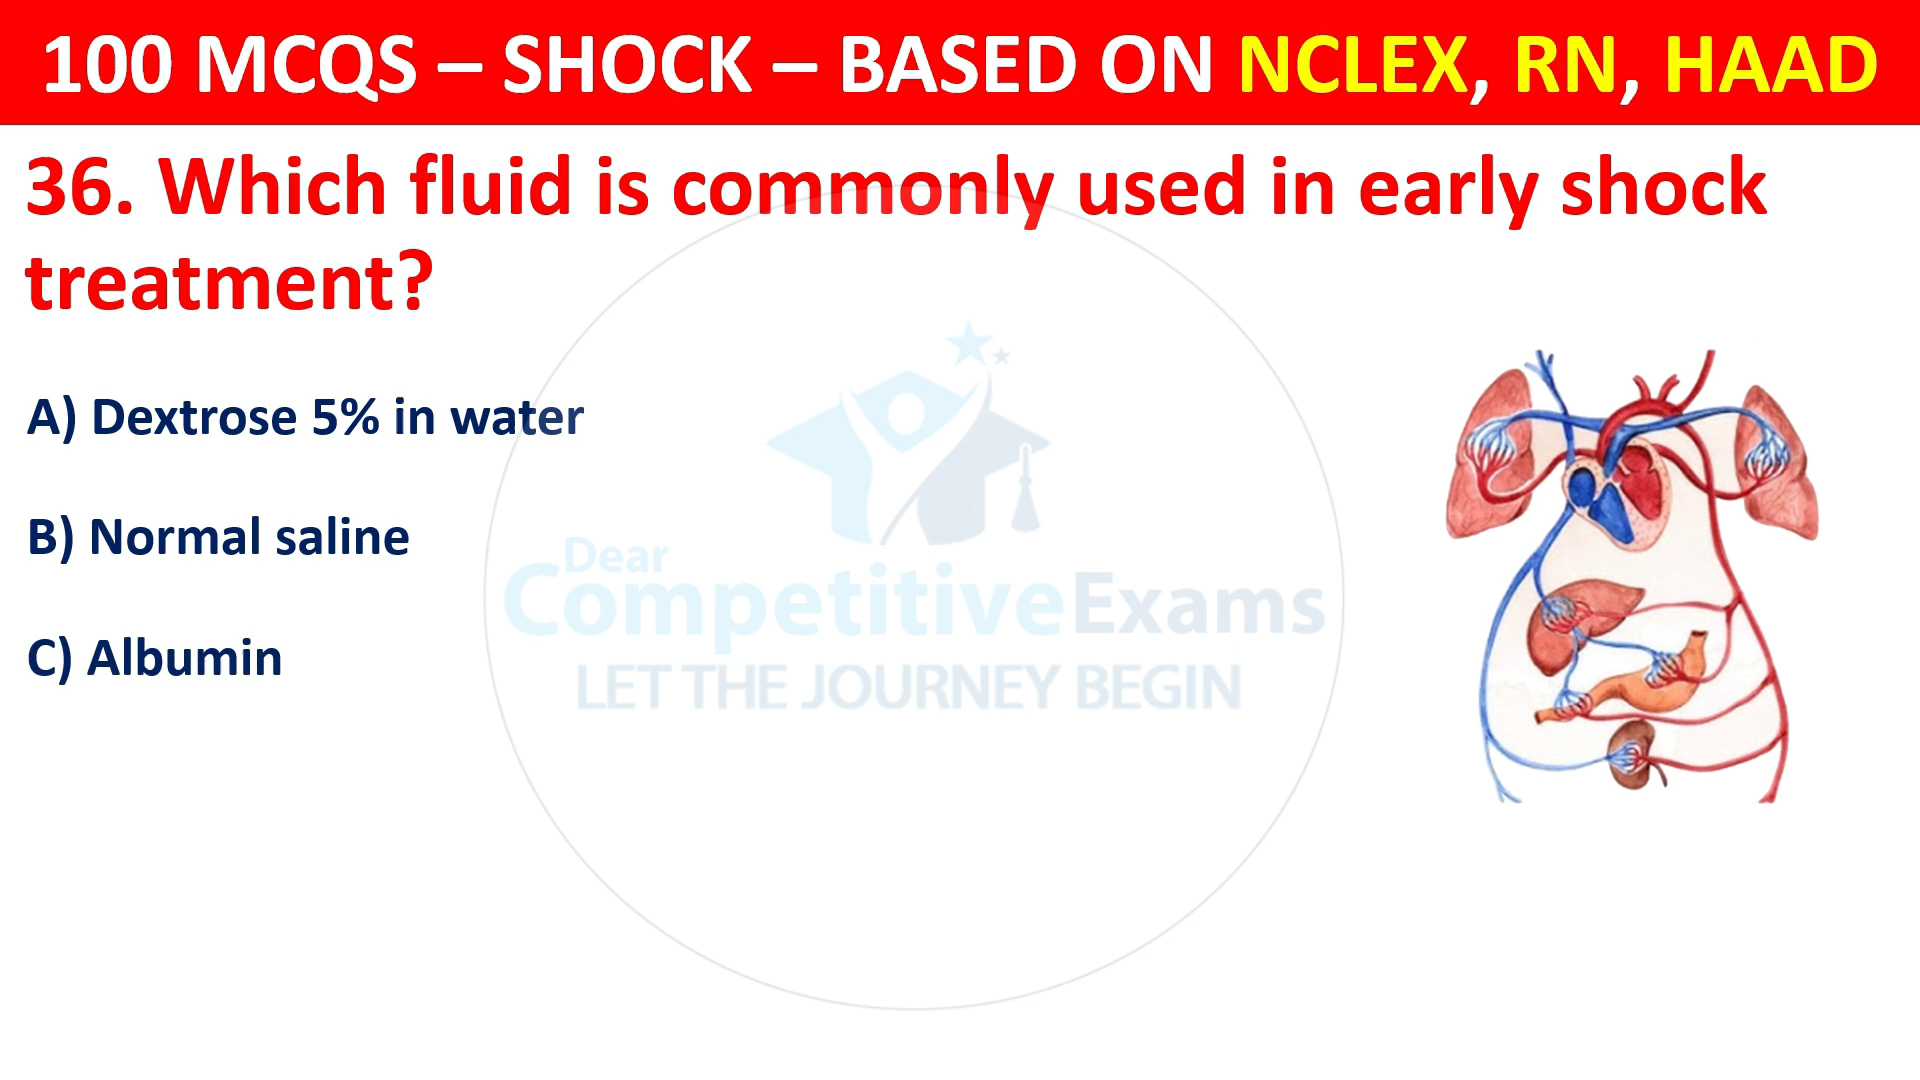 100 MCQS – SHOCK – BASED ON NCLEX, RN, HAAD
36. Which fluid is commonly used in early shock
treatment?
A) Dextrose 5% in water
B) Normal saline
C) Albumin
Dear
CompetitiveExams
LET THE JOURNEY BEGIN